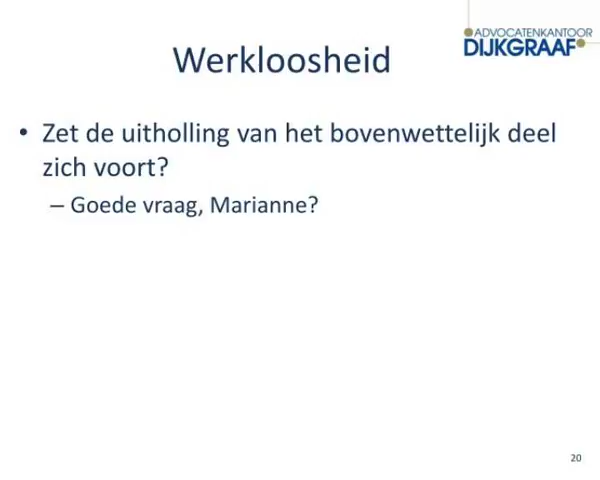 ADVOCATENKANTOOR
DIJKGRAAF
Werkloosheid
• Zet de uitholling van het bovenwettelijk deel
zich voort?
– Goede vraag, Marianne?
20